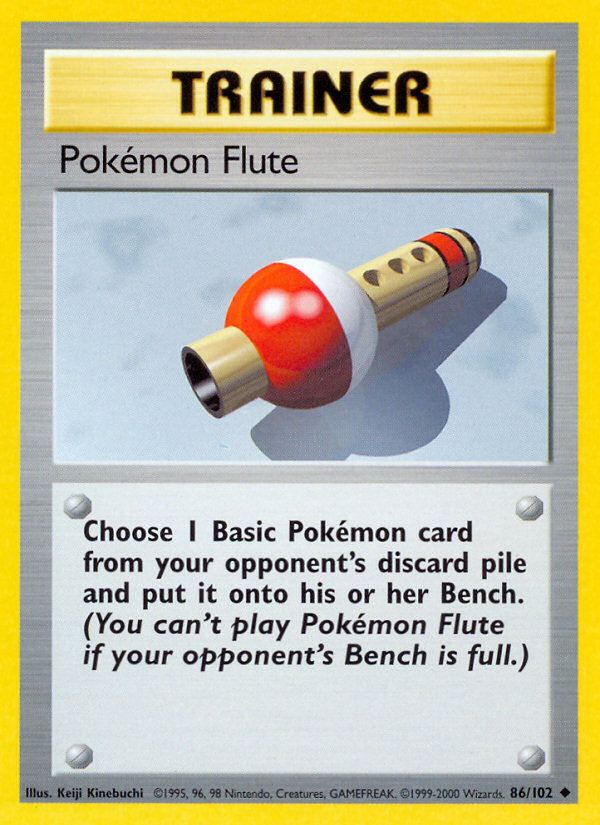 TRAINER
Pokémon Flute
Choose 1 Basic Pokémon card
from your opponent's discard pile
and put it onto his or her Bench.
(You can't play Pokémon Flute
if your opponent's Bench is full.)
Illus. Keiji Kinebuchi ©1995, 96, 98 Nintendo, Creatures, GAMEFREAK. ©1999-2000 Wizards. 86/102 ◆